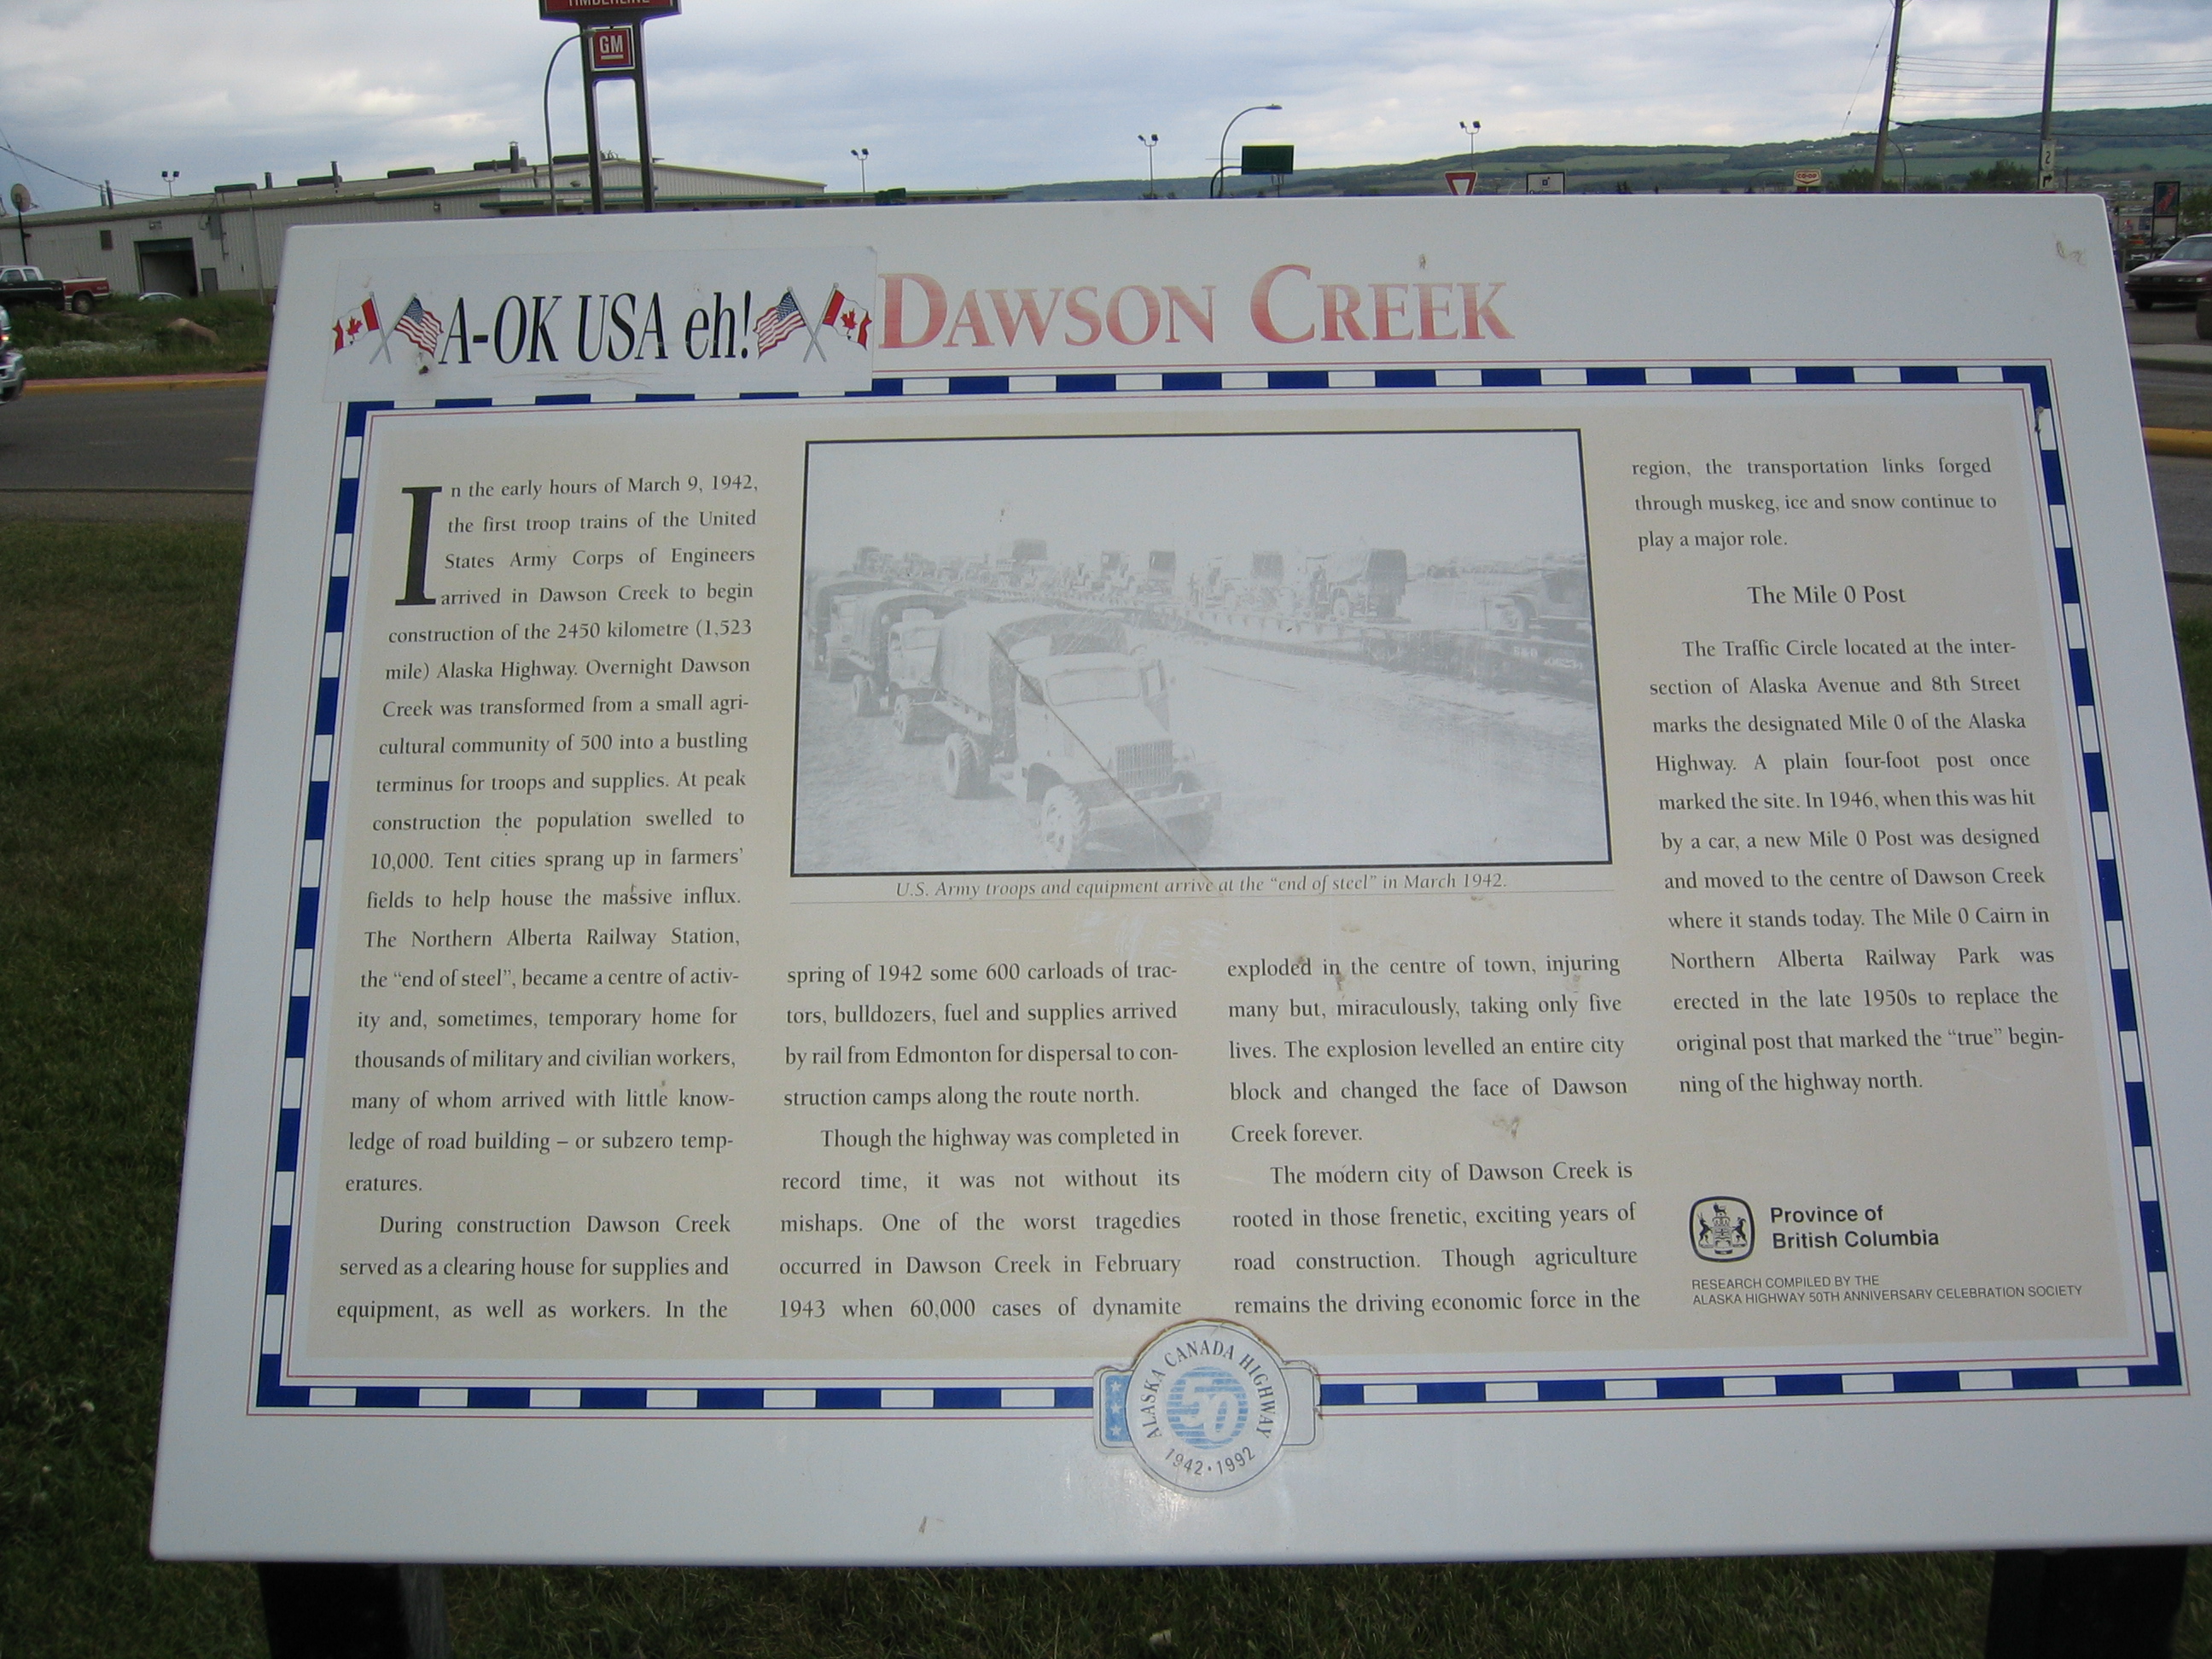 TIMBERLINE
GM
2
CO-OP
A-OK USA eh!
DAWSON CREEK
In the early hours of March 9, 1942,
the first troop trains of the United
States Army Corps of Engineers
arrived in Dawson Creek to begin
construction of the 2450 kilometre (1,523
mile) Alaska Highway. Overnight Dawson
Creek was transformed from a small agri-
cultural community of 500 into a bustling
terminus for troops and supplies. At peak
construction the population swelled to
10,000. Tent cities sprang up in farmers'
fields to help house the massive influx.
The Northern Alberta Railway Station,
the “end of steel”, became a centre of activ-
ity and, sometimes, temporary home for
thousands of military and civilian workers,
many of whom arrived with little know-
ledge of road building – or subzero temp-
eratures.
During construction Dawson Creek
served as a clearing house for supplies and
equipment, as well as workers. In the
U.S. Army troops and equipment arrive at the “end of steel” in March 1942.
spring of 1942 some 600 carloads of trac-
tors, bulldozers, fuel and supplies arrived
by rail from Edmonton for dispersal to con-
struction camps along the route north.
Though the highway was completed in
record time, it was not without its
mishaps. One of the worst tragedies
occurred in Dawson Creek in February
1943 when 60,000 cases of dynamite
exploded in the centre of town, injuring
many but, miraculously, taking only five
lives. The explosion levelled an entire city
block and changed the face of Dawson
Creek forever.
The modern city of Dawson Creek is
rooted in those frenetic, exciting years of
road construction. Though agriculture
remains the driving economic force in the
region, the transportation links forged
through muskeg, ice and snow continue to
play a major role.
The Mile 0 Post
The Traffic Circle located at the inter-
section of Alaska Avenue and 8th Street
marks the designated Mile 0 of the Alaska
Highway. A plain four-foot post once
marked the site. In 1946, when this was hit
by a car, a new Mile 0 Post was designed
and moved to the centre of Dawson Creek
where it stands today. The Mile 0 Cairn in
Northern Alberta Railway Park was
erected in the late 1950s to replace the
original post that marked the “true” begin-
ning of the highway north.
Province of
British Columbia
RESEARCH COMPILED BY THE
ALASKA HIGHWAY 50TH ANNIVERSARY CELEBRATION SOCIETY
ALASKA CANADA HIGHWAY
50
1942 · 1992